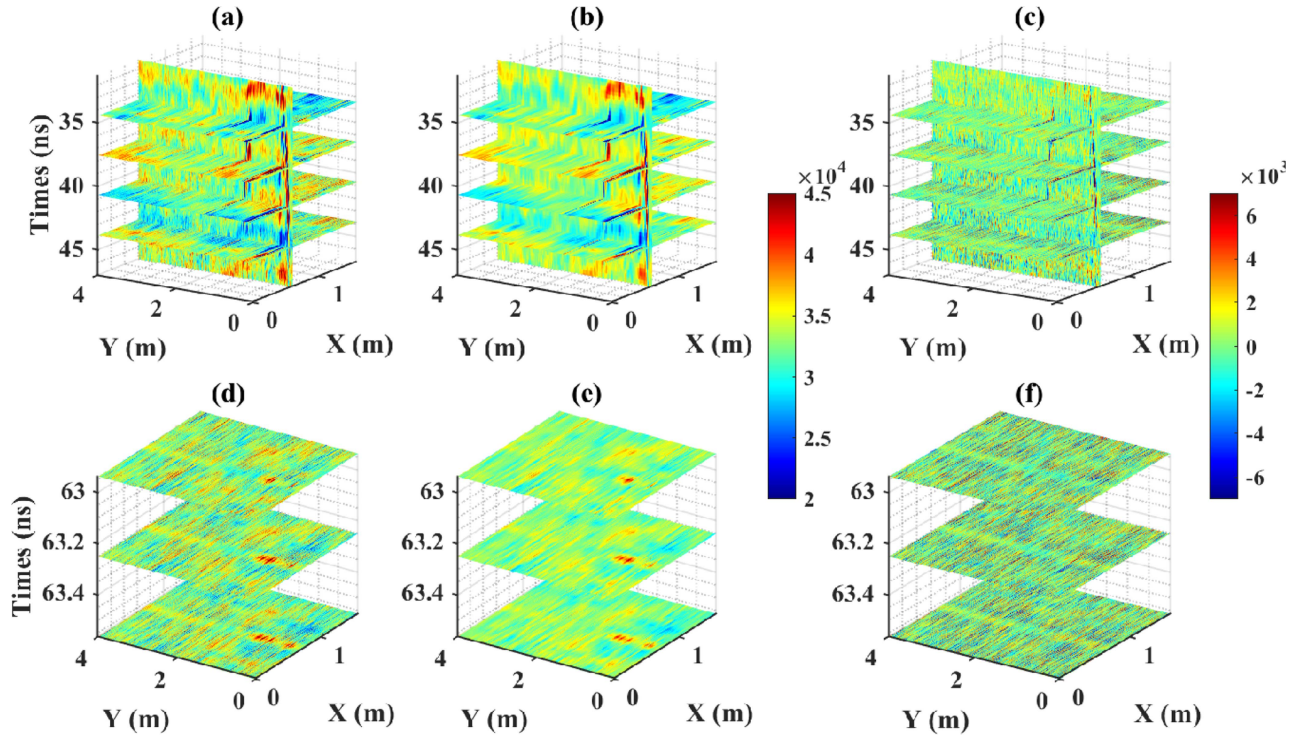 (a) (b) (c)
Times (ns)
35 35 35
40 40 40
45 45 45
×10⁴
4.5
4
3.5
3
2.5
2
×10³
6
4
2
0
-2
-4
-6
4 2 0 0 1
Y (m) X (m)
4 2 0 0 1
Y (m) X (m)
4 2 0 0 1
Y (m) X (m)
(d) (e) (f)
Times (ns)
63 63 63
63.2 63.2 63.2
63.4 63.4 63.4
4 2 0 0 1
Y (m) X (m)
4 2 0 0 1
Y (m) X (m)
4 2 0 0 1
Y (m) X (m)